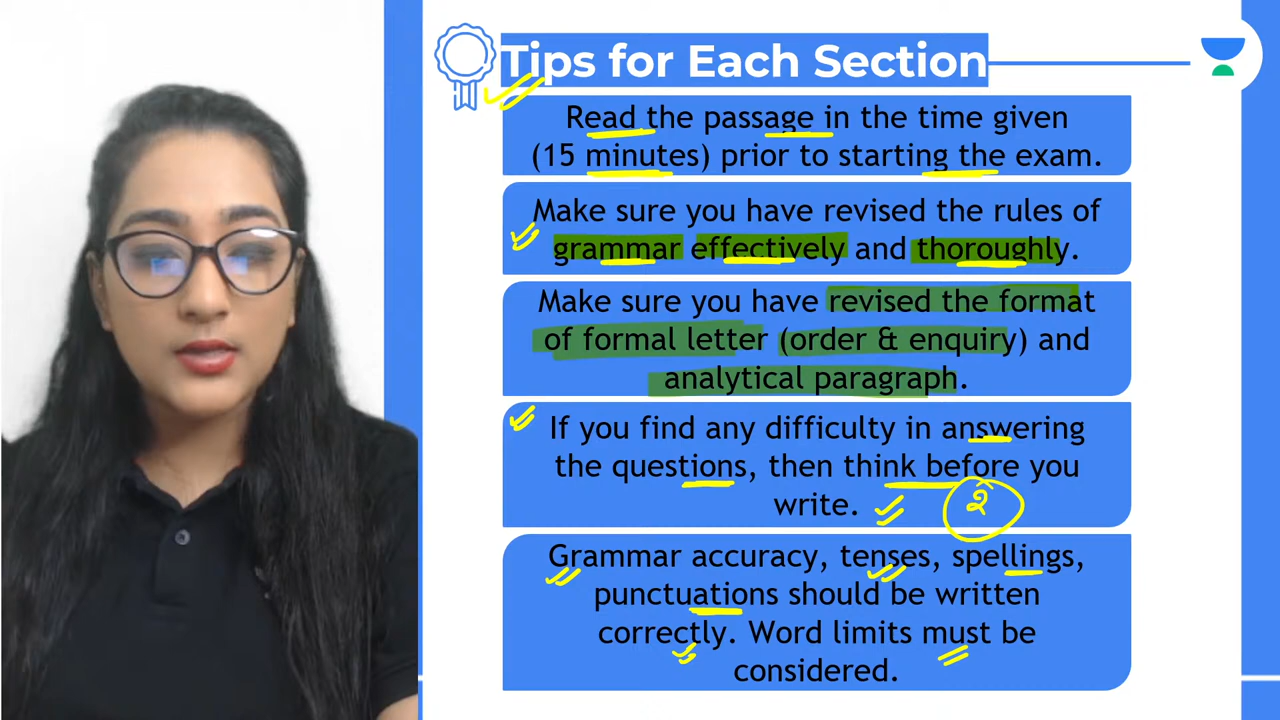 Tips for Each Section
Read the passage in the time given
(15 minutes) prior to starting the exam.
Make sure you have revised the rules of
grammar effectively and thoroughly.
Make sure you have revised the format
of formal letter (order & enquiry) and
analytical paragraph.
If you find any difficulty in answering
the questions, then think before you
write.
Grammar accuracy, tenses, spellings,
punctuations should be written
correctly. Word limits must be
considered.